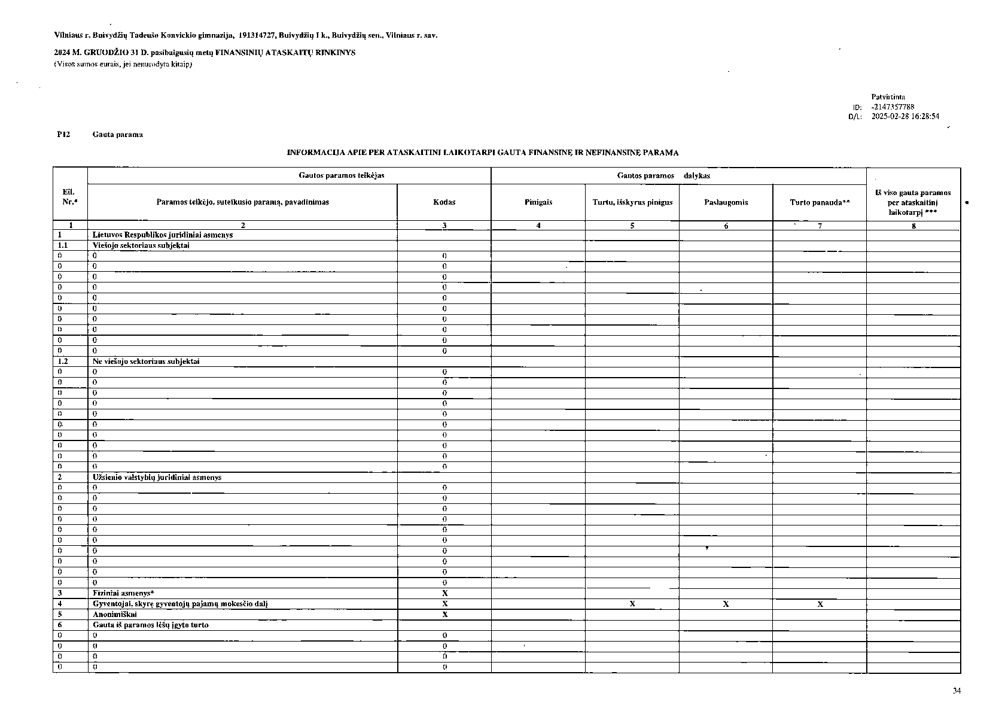 Vilniaus r. Buivydžių Tadeušo Konvickio gimnazija, 191314727, Buivydžių I k., Buivydžių sen., Vilniaus r. sav.
2024 M. GRUODŽIO 31 D. pasibaigusių metų FINANSINIŲ ATASKAITŲ RINKINYS
(Visos sumos eurais, jei nenurodyta kitaip)
Patvirtinta
ID: -2147357788
D/L: 2025-02-28 16:28:54
P12 Gauta parama
INFORMACIJA APIE PER ATASKAITINĮ LAIKOTARPĮ GAUTĄ FINANSINĘ IR NEFINANSINĘ PARAMĄ
Eil. Nr.* Gautos paramos teikėjas Gautos paramos dalykas Iš viso gauta paramos per ataskaitinį laikotarpį ***
Paramos teikėjo, suteikusio paramą, pavadinimas Kodas Pinigais Turtu, išskyrus pinigus Paslaugomis Turto panauda**
1 2 3 4 5 6 7 8
1 Lietuvos Respublikos juridiniai asmenys
1.1 Viešojo sektoriaus subjektai
0 0 0
0 0 0
0 0 0
0 0 0
0 0 0
0 0 0
0 0 0
0 0 0
0 0 0
0 0 0
1.2 Ne viešojo sektoriaus subjektai
0 0 0
0 0 0
0 0 0
0 0 0
0 0 0
0 0 0
0 0 0
0 0 0
0 0 0
0 0 0
2 Užsienio valstybių juridiniai asmenys
0 0 0
0 0 0
0 0 0
0 0 0
0 0 0
0 0 0
0 0 0
0 0 0
0 0 0
0 0 0
3 Fiziniai asmenys* X
4 Gyventojai, skyrę gyventojų pajamų mokesčio dalį X X X X
5 Anonimiškai X
6 Gauta iš paramos lėšų įgyto turto
0 0 0
0 0 0
0 0 0
0 0 0
34